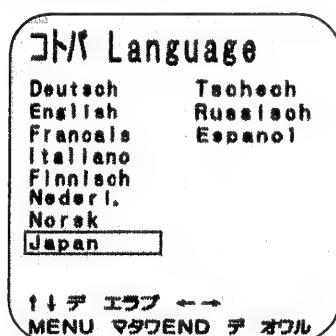 コトバ Language
Deutsch
English
Francais
Italiano
Finnisch
Nederl.
Norsk
Japan
Tschech
Russisch
Espanol
↑↓デ エラブ ←→
MENU マタワEND デ オワル